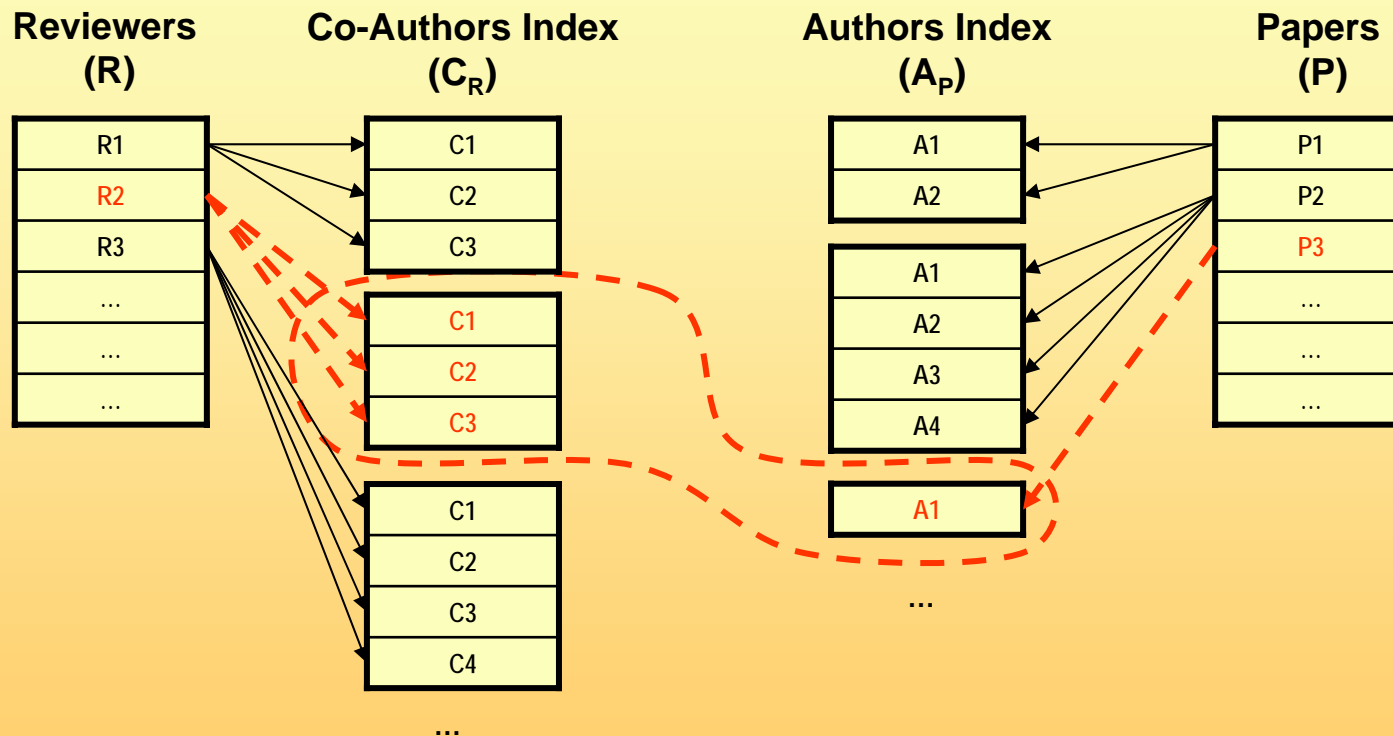 Reviewers
(R)
Co-Authors Index
(CR)
Authors Index
(AP)
Papers
(P)
R1
R2
R3
...
...
...
C1
C2
C3
C1
C2
C3
C1
C2
C3
C4
...
A1
A2
A1
A2
A3
A4
A1
...
P1
P2
P3
...
...
...